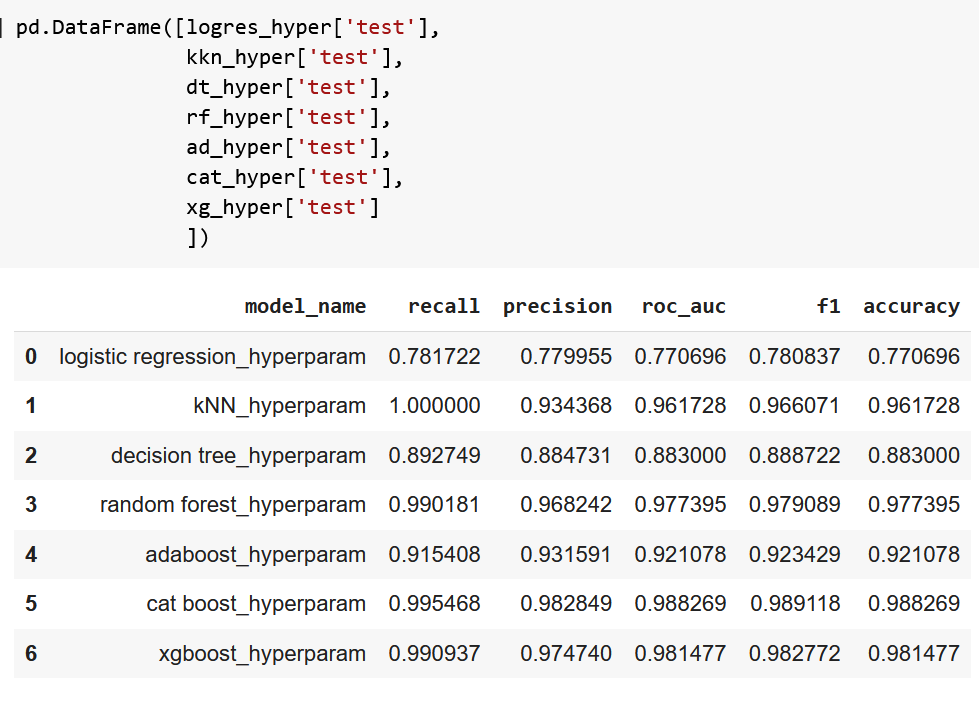 pd.DataFrame([logres_hyper['test'],
kkn_hyper['test'],
dt_hyper['test'],
rf_hyper['test'],
ad_hyper['test'],
cat_hyper['test'],
xg_hyper['test']
])
model_name recall precision roc_auc f1 accuracy
0 logistic regression_hyperparam 0.781722 0.779955 0.770696 0.780837 0.770696
1 kNN_hyperparam 1.000000 0.934368 0.961728 0.966071 0.961728
2 decision tree_hyperparam 0.892749 0.884731 0.883000 0.888722 0.883000
3 random forest_hyperparam 0.990181 0.968242 0.977395 0.979089 0.977395
4 adaboost_hyperparam 0.915408 0.931591 0.921078 0.923429 0.921078
5 cat boost_hyperparam 0.995468 0.982849 0.988269 0.989118 0.988269
6 xgboost_hyperparam 0.990937 0.974740 0.981477 0.982772 0.981477